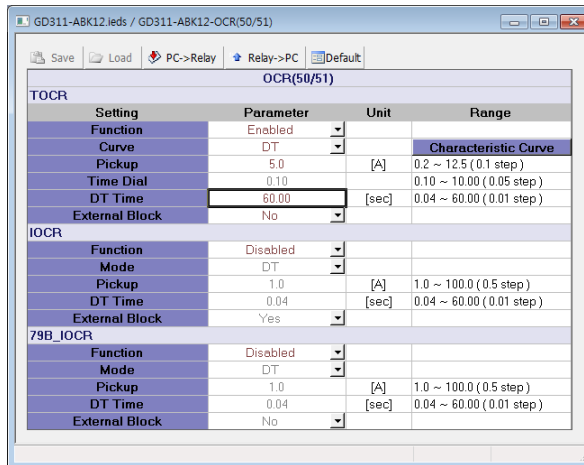 GD311-ABK12.ieds / GD311-ABK12-OCR(50/51)
Save Load PC->Relay Relay->PC Default
OCR(50/51)
TOCR
Setting Parameter Unit Range
Function Enabled
Curve DT Characteristic Curve
Pickup 5.0 [A] 0.2 ~ 12.5 ( 0.1 step )
Time Dial 0.10 0.10 ~ 10.00 ( 0.05 step )
DT Time 60.00 [sec] 0.04 ~ 60.00 ( 0.01 step )
External Block No
IOCR
Function Disabled
Mode DT
Pickup 1.0 [A] 1.0 ~ 100.0 ( 0.5 step )
DT Time 0.04 [sec] 0.04 ~ 60.00 ( 0.01 step )
External Block Yes
79B_IOCR
Function Disabled
Mode DT
Pickup 1.0 [A] 1.0 ~ 100.0 ( 0.5 step )
DT Time 0.04 [sec] 0.04 ~ 60.00 ( 0.01 step )
External Block No